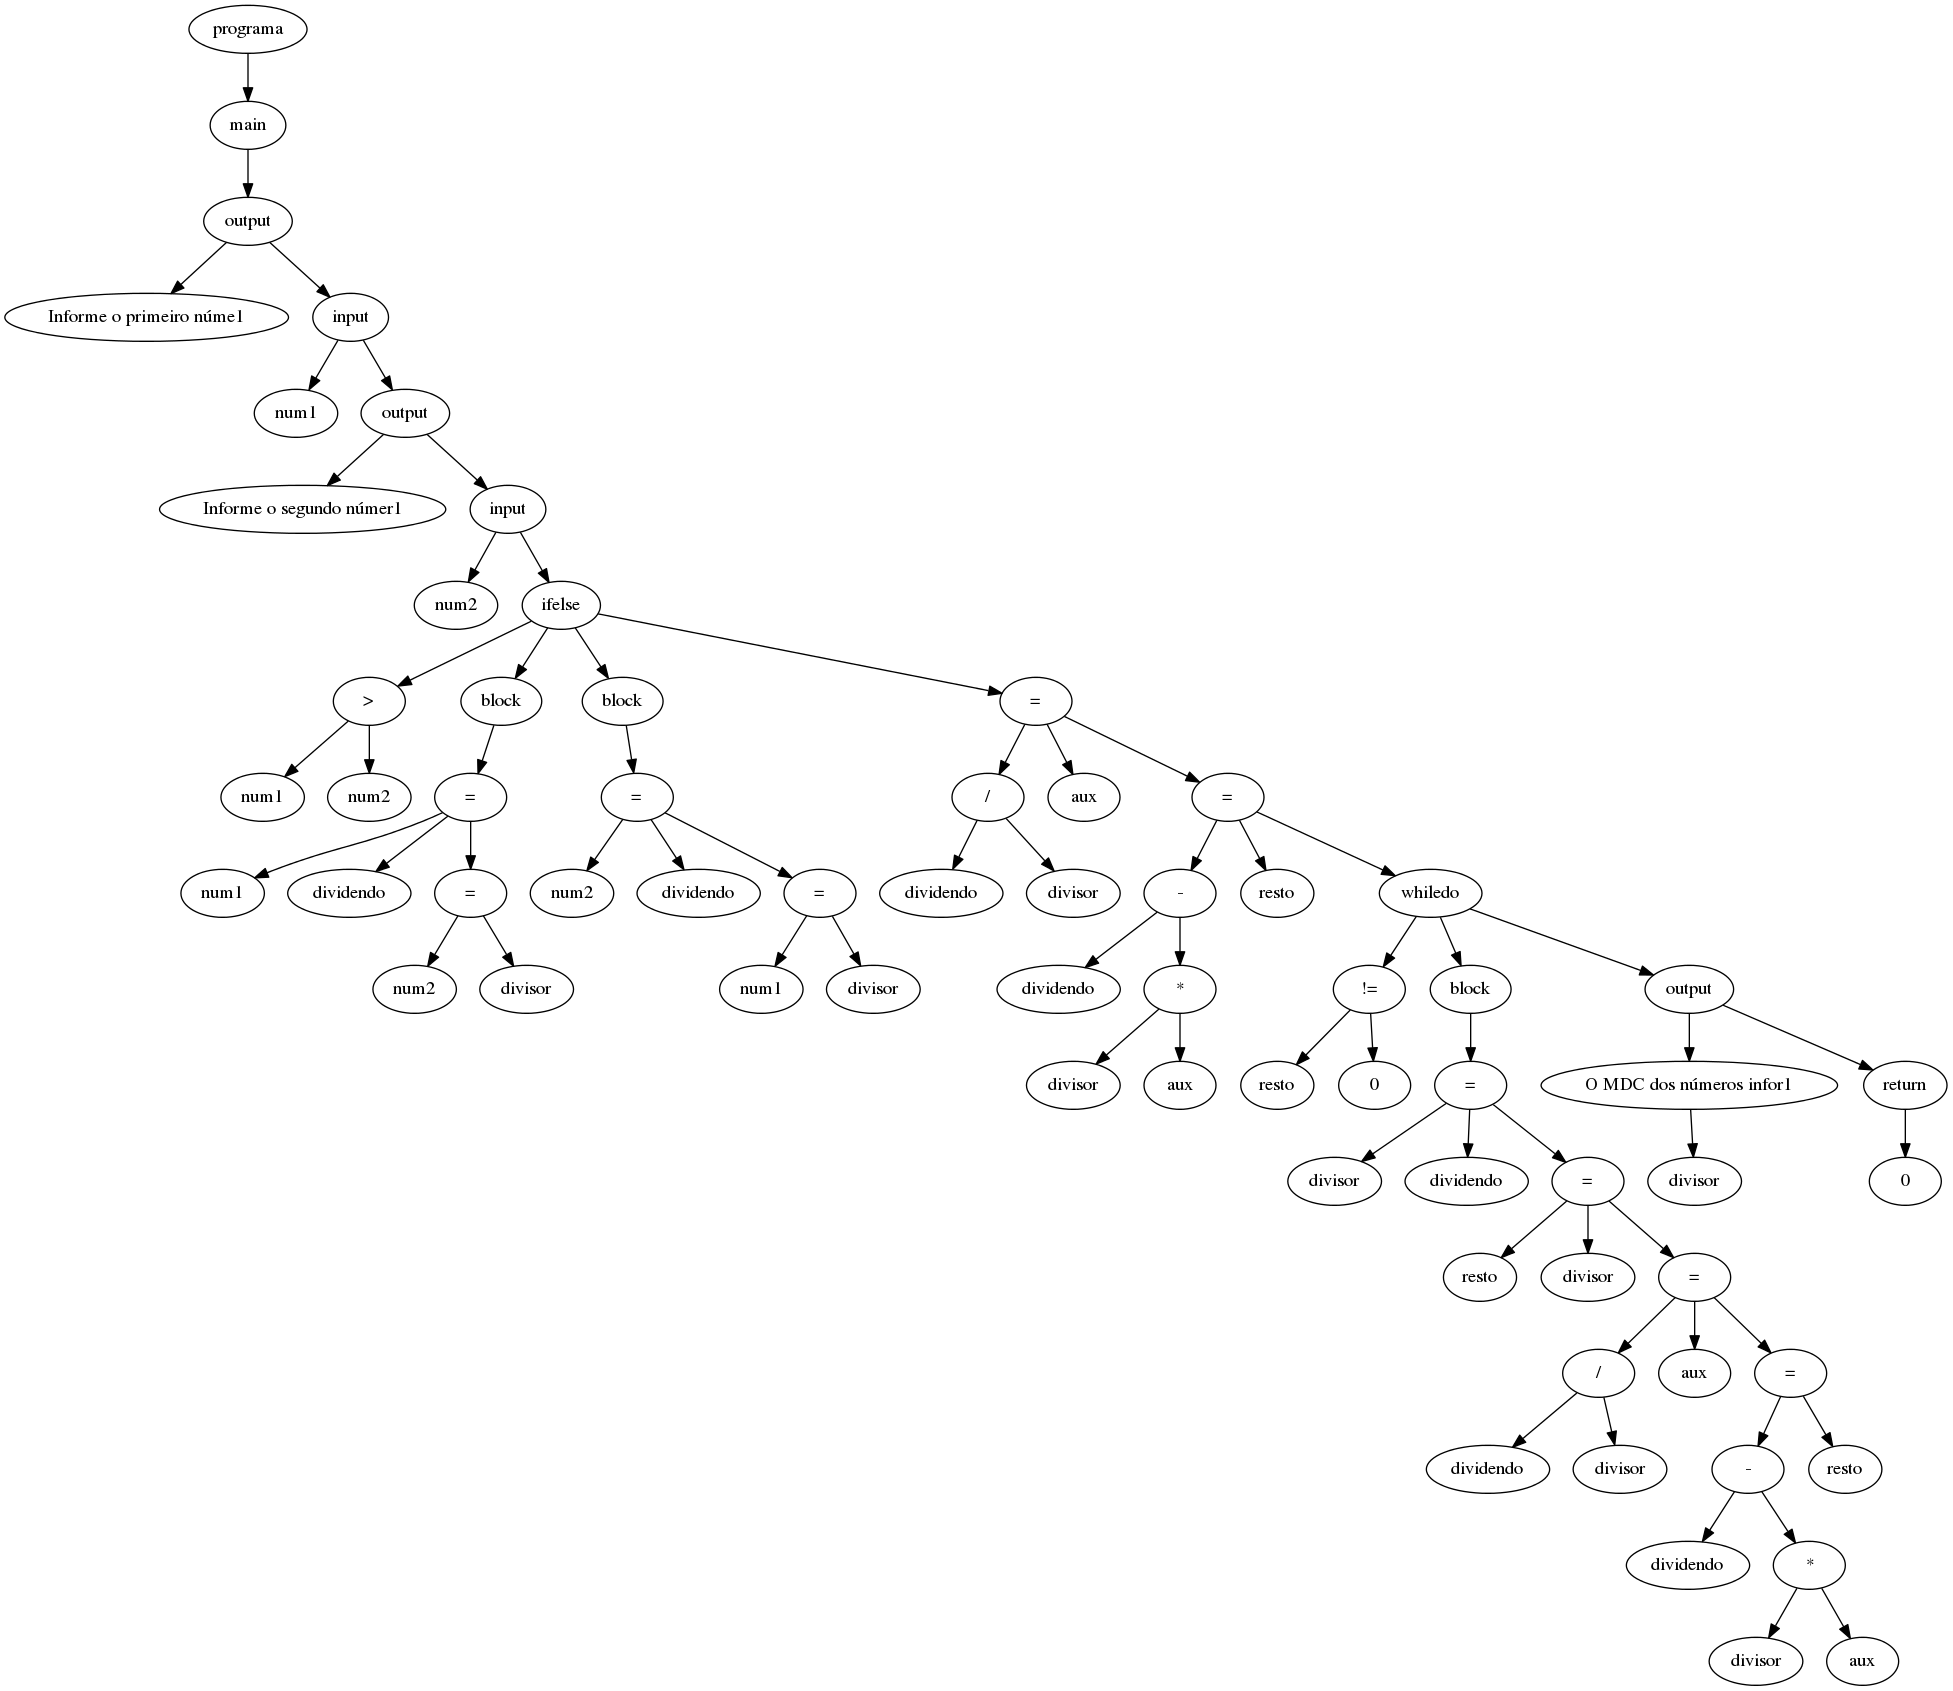 programa
main
output
Informe o primeiro núme1
input
num1
output
Informe o segundo númer1
input
num2
ifelse
>
block
block
=
num1
num2
=
=
/
aux
=
num1
dividendo
=
num2
dividendo
=
dividendo
divisor
-
resto
whiledo
num2
divisor
num1
divisor
dividendo
*
!=
block
output
divisor
aux
resto
0
=
O MDC dos números infor1
return
divisor
dividendo
=
divisor
0
resto
divisor
=
/
aux
=
dividendo
divisor
-
resto
dividendo
*
divisor
aux